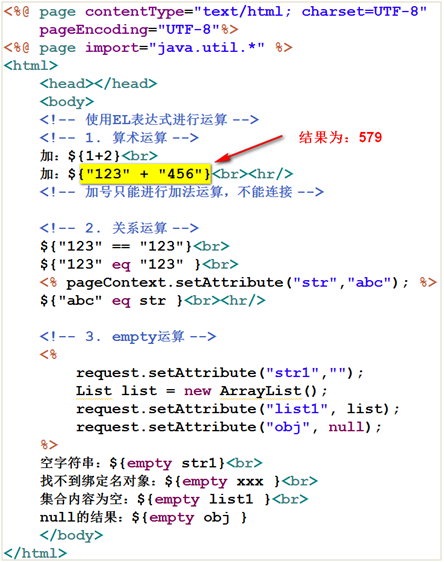 <%@ page contentType="text/html; charset=UTF-8"
pageEncoding="UTF-8"%>
<%@ page import="java.util.*" %>
<html>
<head></head>
<body>
<!-- 使用EL表达式进行运算 -->
<!-- 1. 算术运算 -->
结果为：579
加：${1+2}<br>
加：${"123" + "456"}<br><hr/>
<!-- 加号只能进行加法运算，不能连接 -->
<!-- 2. 关系运算 -->
${"123" == "123"}<br>
${"123" eq "123" }<br>
<% pageContext.setAttribute("str","abc"); %>
${"abc" eq str }<br><hr/>
<!-- 3. empty运算 -->
<%
request.setAttribute("str1","");
List list = new ArrayList();
request.setAttribute("list1", list);
request.setAttribute("obj", null);
%>
空字符串：${empty str1}<br>
找不到绑定名对象：${empty xxx }<br>
集合内容为空：${empty list1 }<br>
null的结果：${empty obj }
</body>
</html>